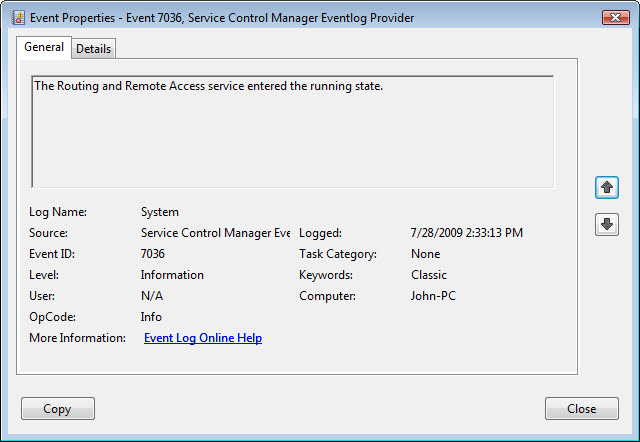 Event Properties - Event 7036, Service Control Manager Eventlog Provider
General Details
The Routing and Remote Access service entered the running state.
Log Name: System
Source: Service Control Manager Eve Logged: 7/28/2009 2:33:13 PM
Event ID: 7036 Task Category: None
Level: Information Keywords: Classic
User: N/A Computer: John-PC
OpCode: Info
More Information: Event Log Online Help
Copy Close